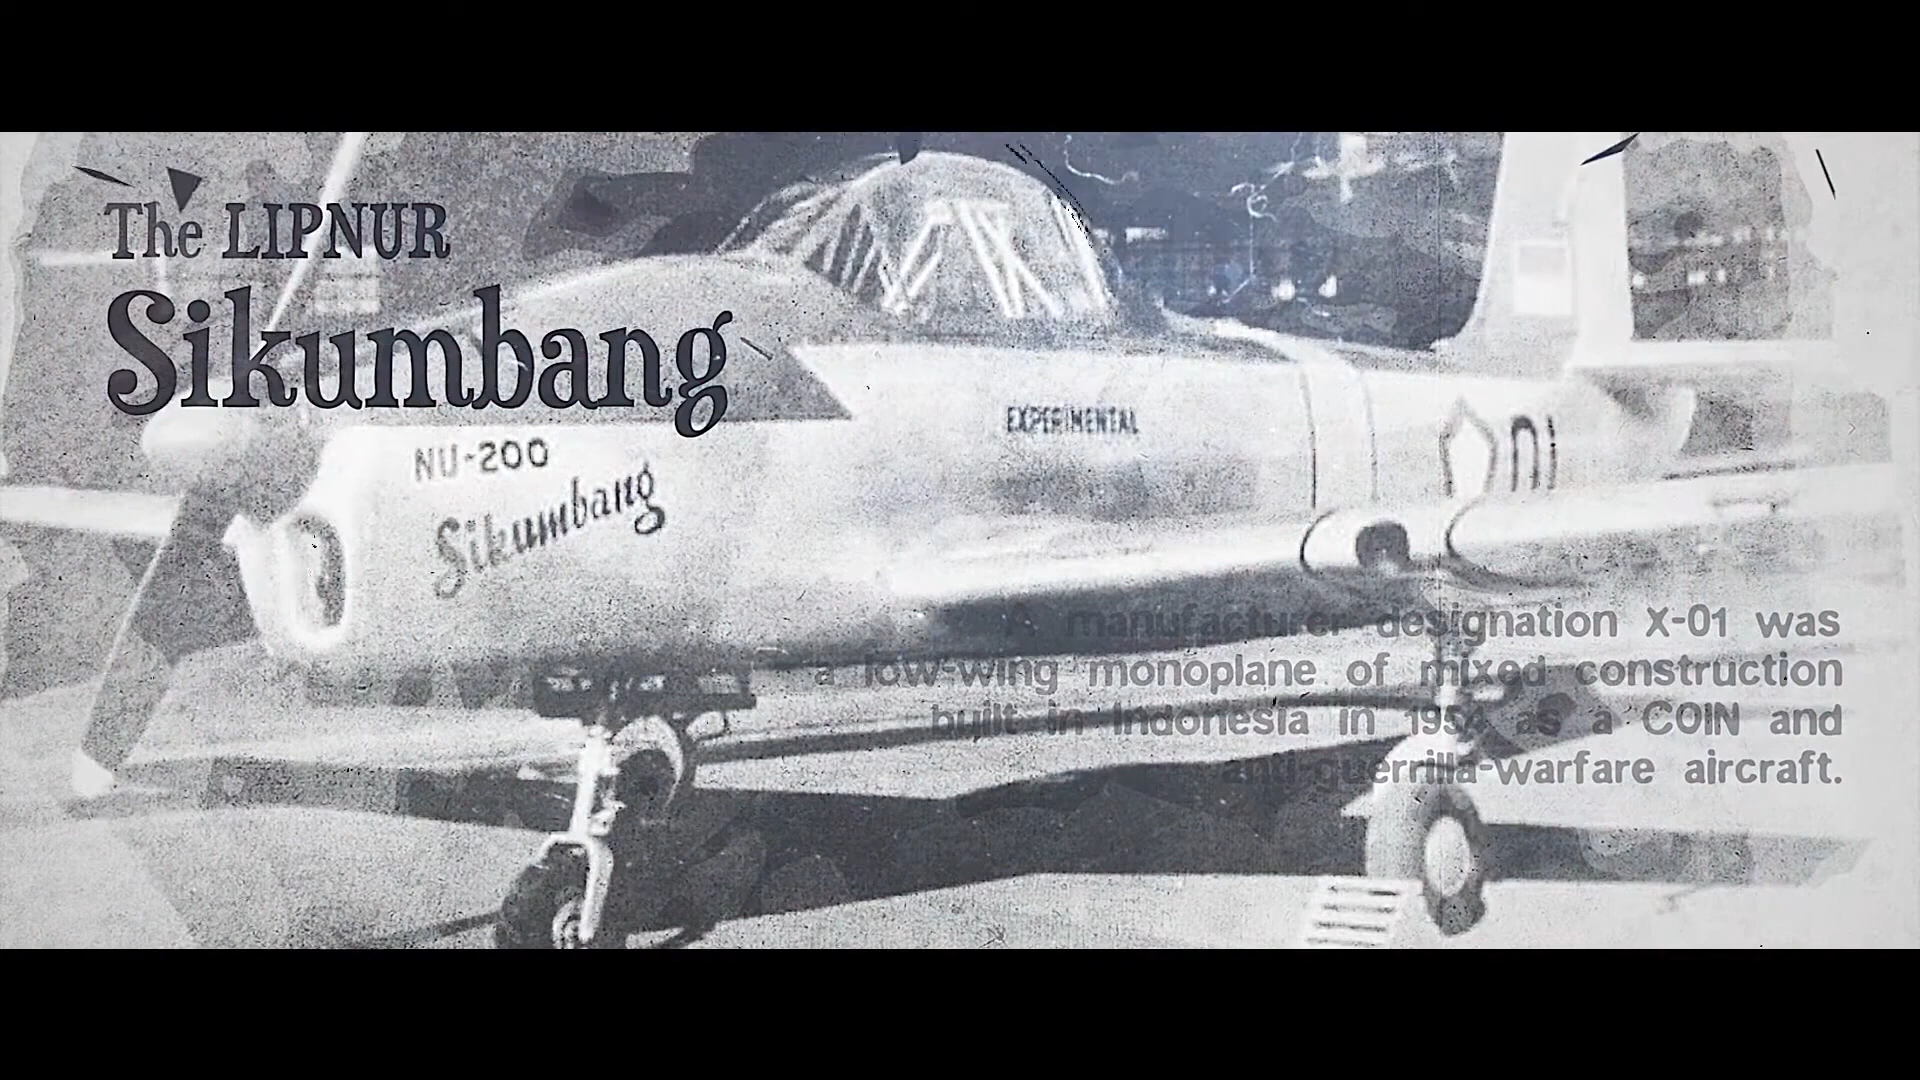 The LIPNUR
Sikumbang
NU-200
Sikumbang
EXPERIMENTAL
01
A manufacturer designation X-01 was
a low-wing monoplane of mixed construction
built in Indonesia in 1954 as a COIN and
anti-guerrilla-warfare aircraft.